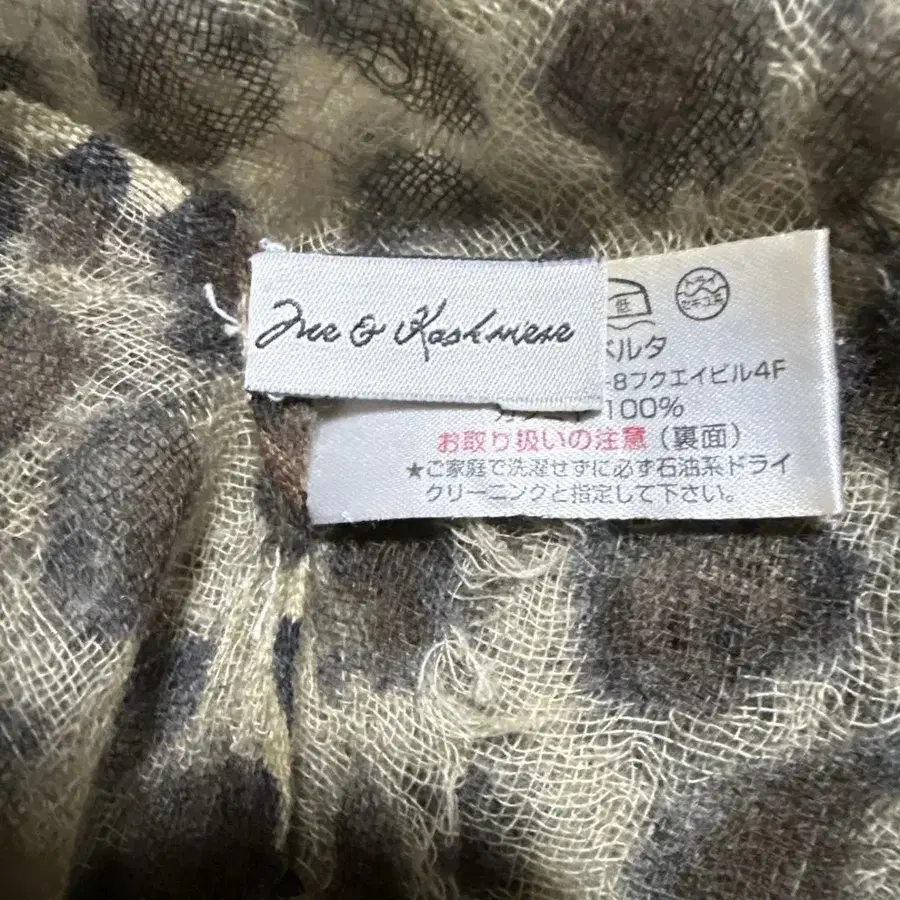 Me & Kashmere
低
ドライ
セキユ系
ベルタ
-8フクエイビル4F
100%
お取り扱いの注意（裏面）
★ご家庭で洗濯せずに必ず石油系ドライ
クリーニングと指定して下さい。